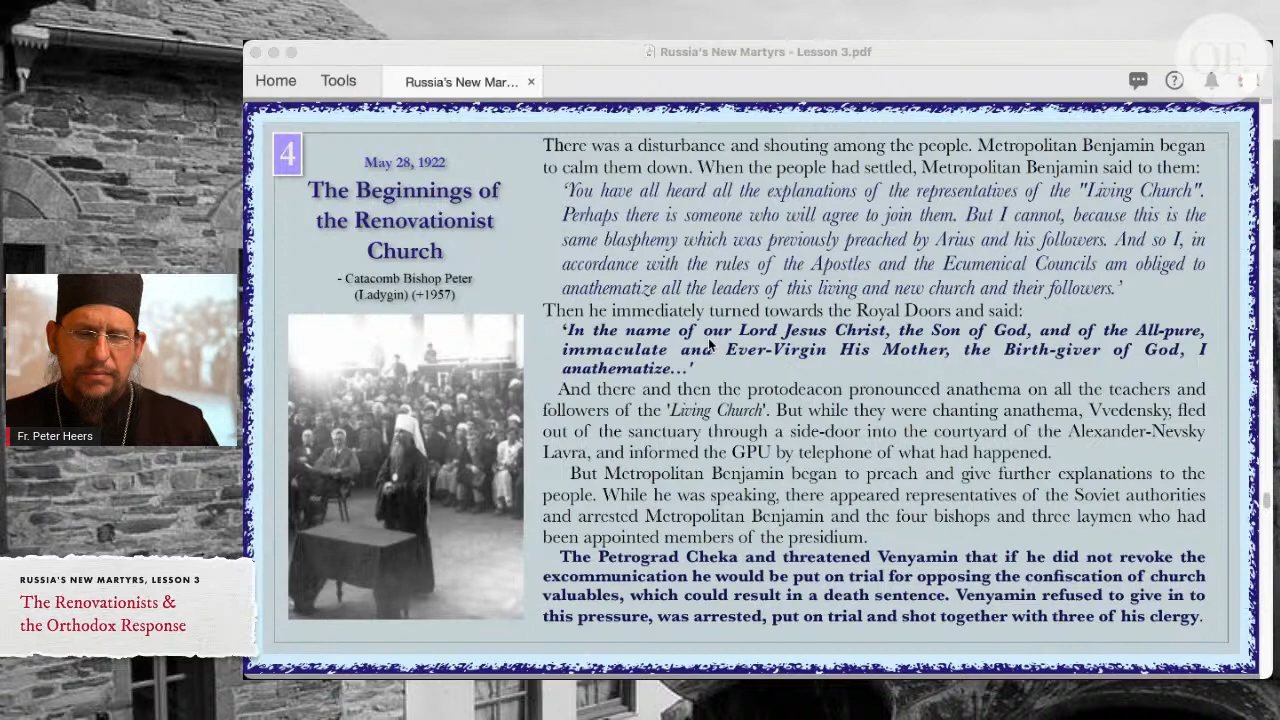 Russia's New Martyrs - Lesson 3.pdf
OE
Home
Tools
Russia's New Mar...
×
4
May 28, 1922
The Beginnings of
the Renovationist
Church
- Catacomb Bishop Peter
(Ladygin) (+1957)
There was a disturbance and shouting among the people. Metropolitan Benjamin began
to calm them down. When the people had settled, Metropolitan Benjamin said to them:
‘You have all heard all the explanations of the representatives of the "Living Church".
Perhaps there is someone who will agree to join them. But I cannot, because this is the
same blasphemy which was previously preached by Arius and his followers. And so I, in
accordance with the rules of the Apostles and the Ecumenical Councils am obliged to
anathematize all the leaders of this living and new church and their followers.’
Then he immediately turned towards the Royal Doors and said:
‘In the name of our Lord Jesus Christ, the Son of God, and of the All-pure,
immaculate and Ever-Virgin His Mother, the Birth-giver of God, I
anathematize...'
And there and then the protodeacon pronounced anathema on all the teachers and
followers of the 'Living Church'. But while they were chanting anathema, Vvedensky, fled
out of the sanctuary through a side-door into the courtyard of the Alexander-Nevsky
Lavra, and informed the GPU by telephone of what had happened.
But Metropolitan Benjamin began to preach and give further explanations to the
people. While he was speaking, there appeared representatives of the Soviet authorities
and arrested Metropolitan Benjamin and the four bishops and three laymen who had
been appointed members of the presidium.
The Petrograd Cheka and threatened Venyamin that if he did not revoke the
excommunication he would be put on trial for opposing the confiscation of church
valuables, which could result in a death sentence. Venyamin refused to give in to
this pressure, was arrested, put on trial and shot together with three of his clergy.
Fr. Peter Heers
RUSSIA'S NEW MARTYRS, LESSON 3
The Renovationists &
the Orthodox Response